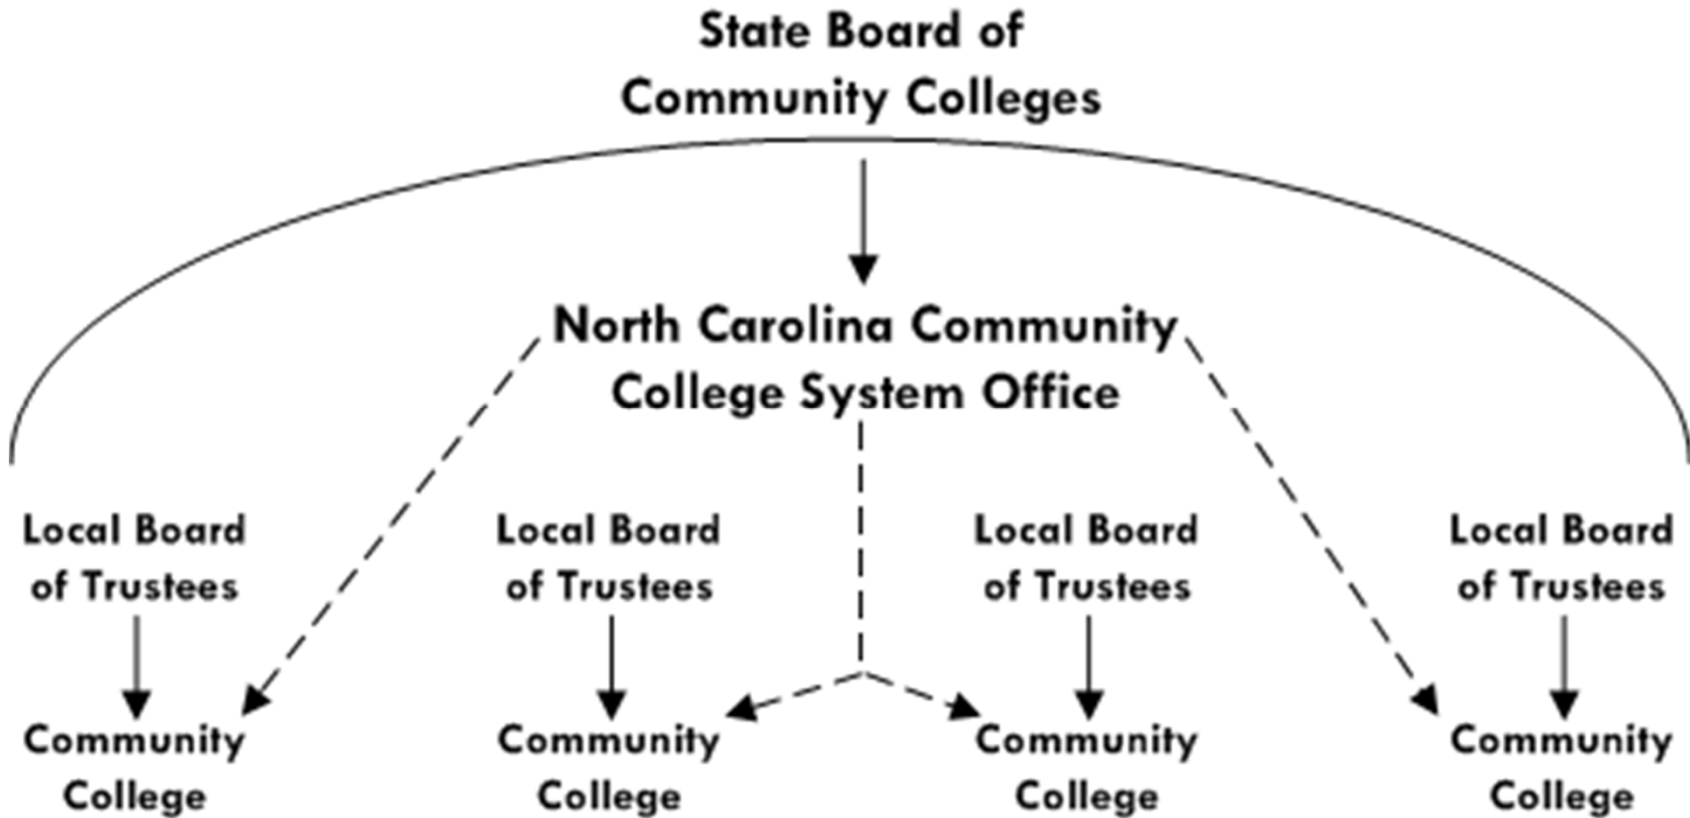 State Board of
Community Colleges
North Carolina Community
College System Office
Local Board
of Trustees
Local Board
of Trustees
Local Board
of Trustees
Local Board
of Trustees
Community
College
Community
College
Community
College
Community
College